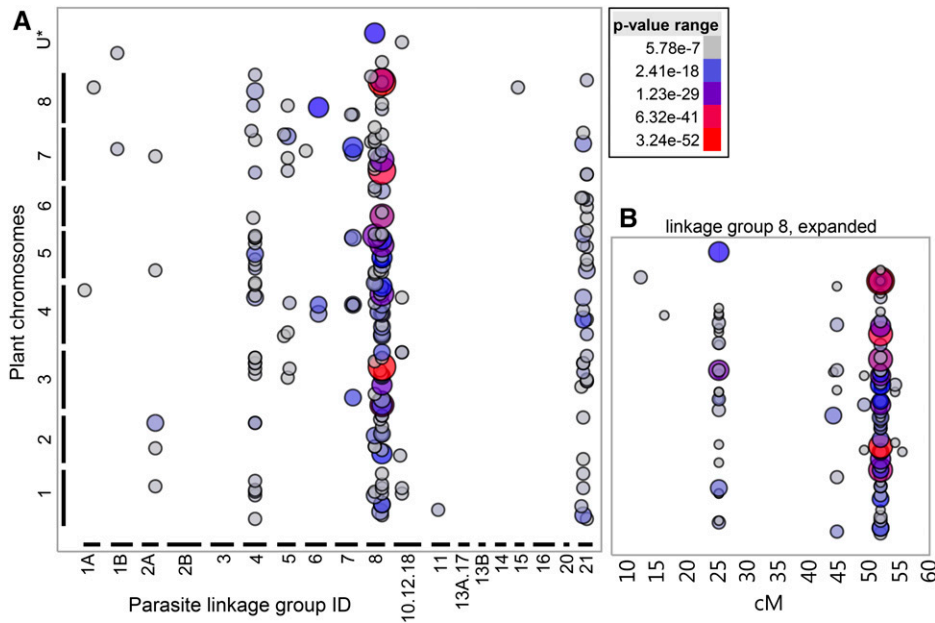 A
Plant chromosomes
U*
8
7
6
5
4
3
2
1
1A
1B
2A
2B
3
4
5
6
7
8
10.12.18
11
13A.17
13B
14
15
16
20
21
Parasite linkage group ID
p-value range
5.78e-7
2.41e-18
1.23e-29
6.32e-41
3.24e-52
B
linkage group 8, expanded
10
15
20
25
30
35
40
45
50
55
60
cM